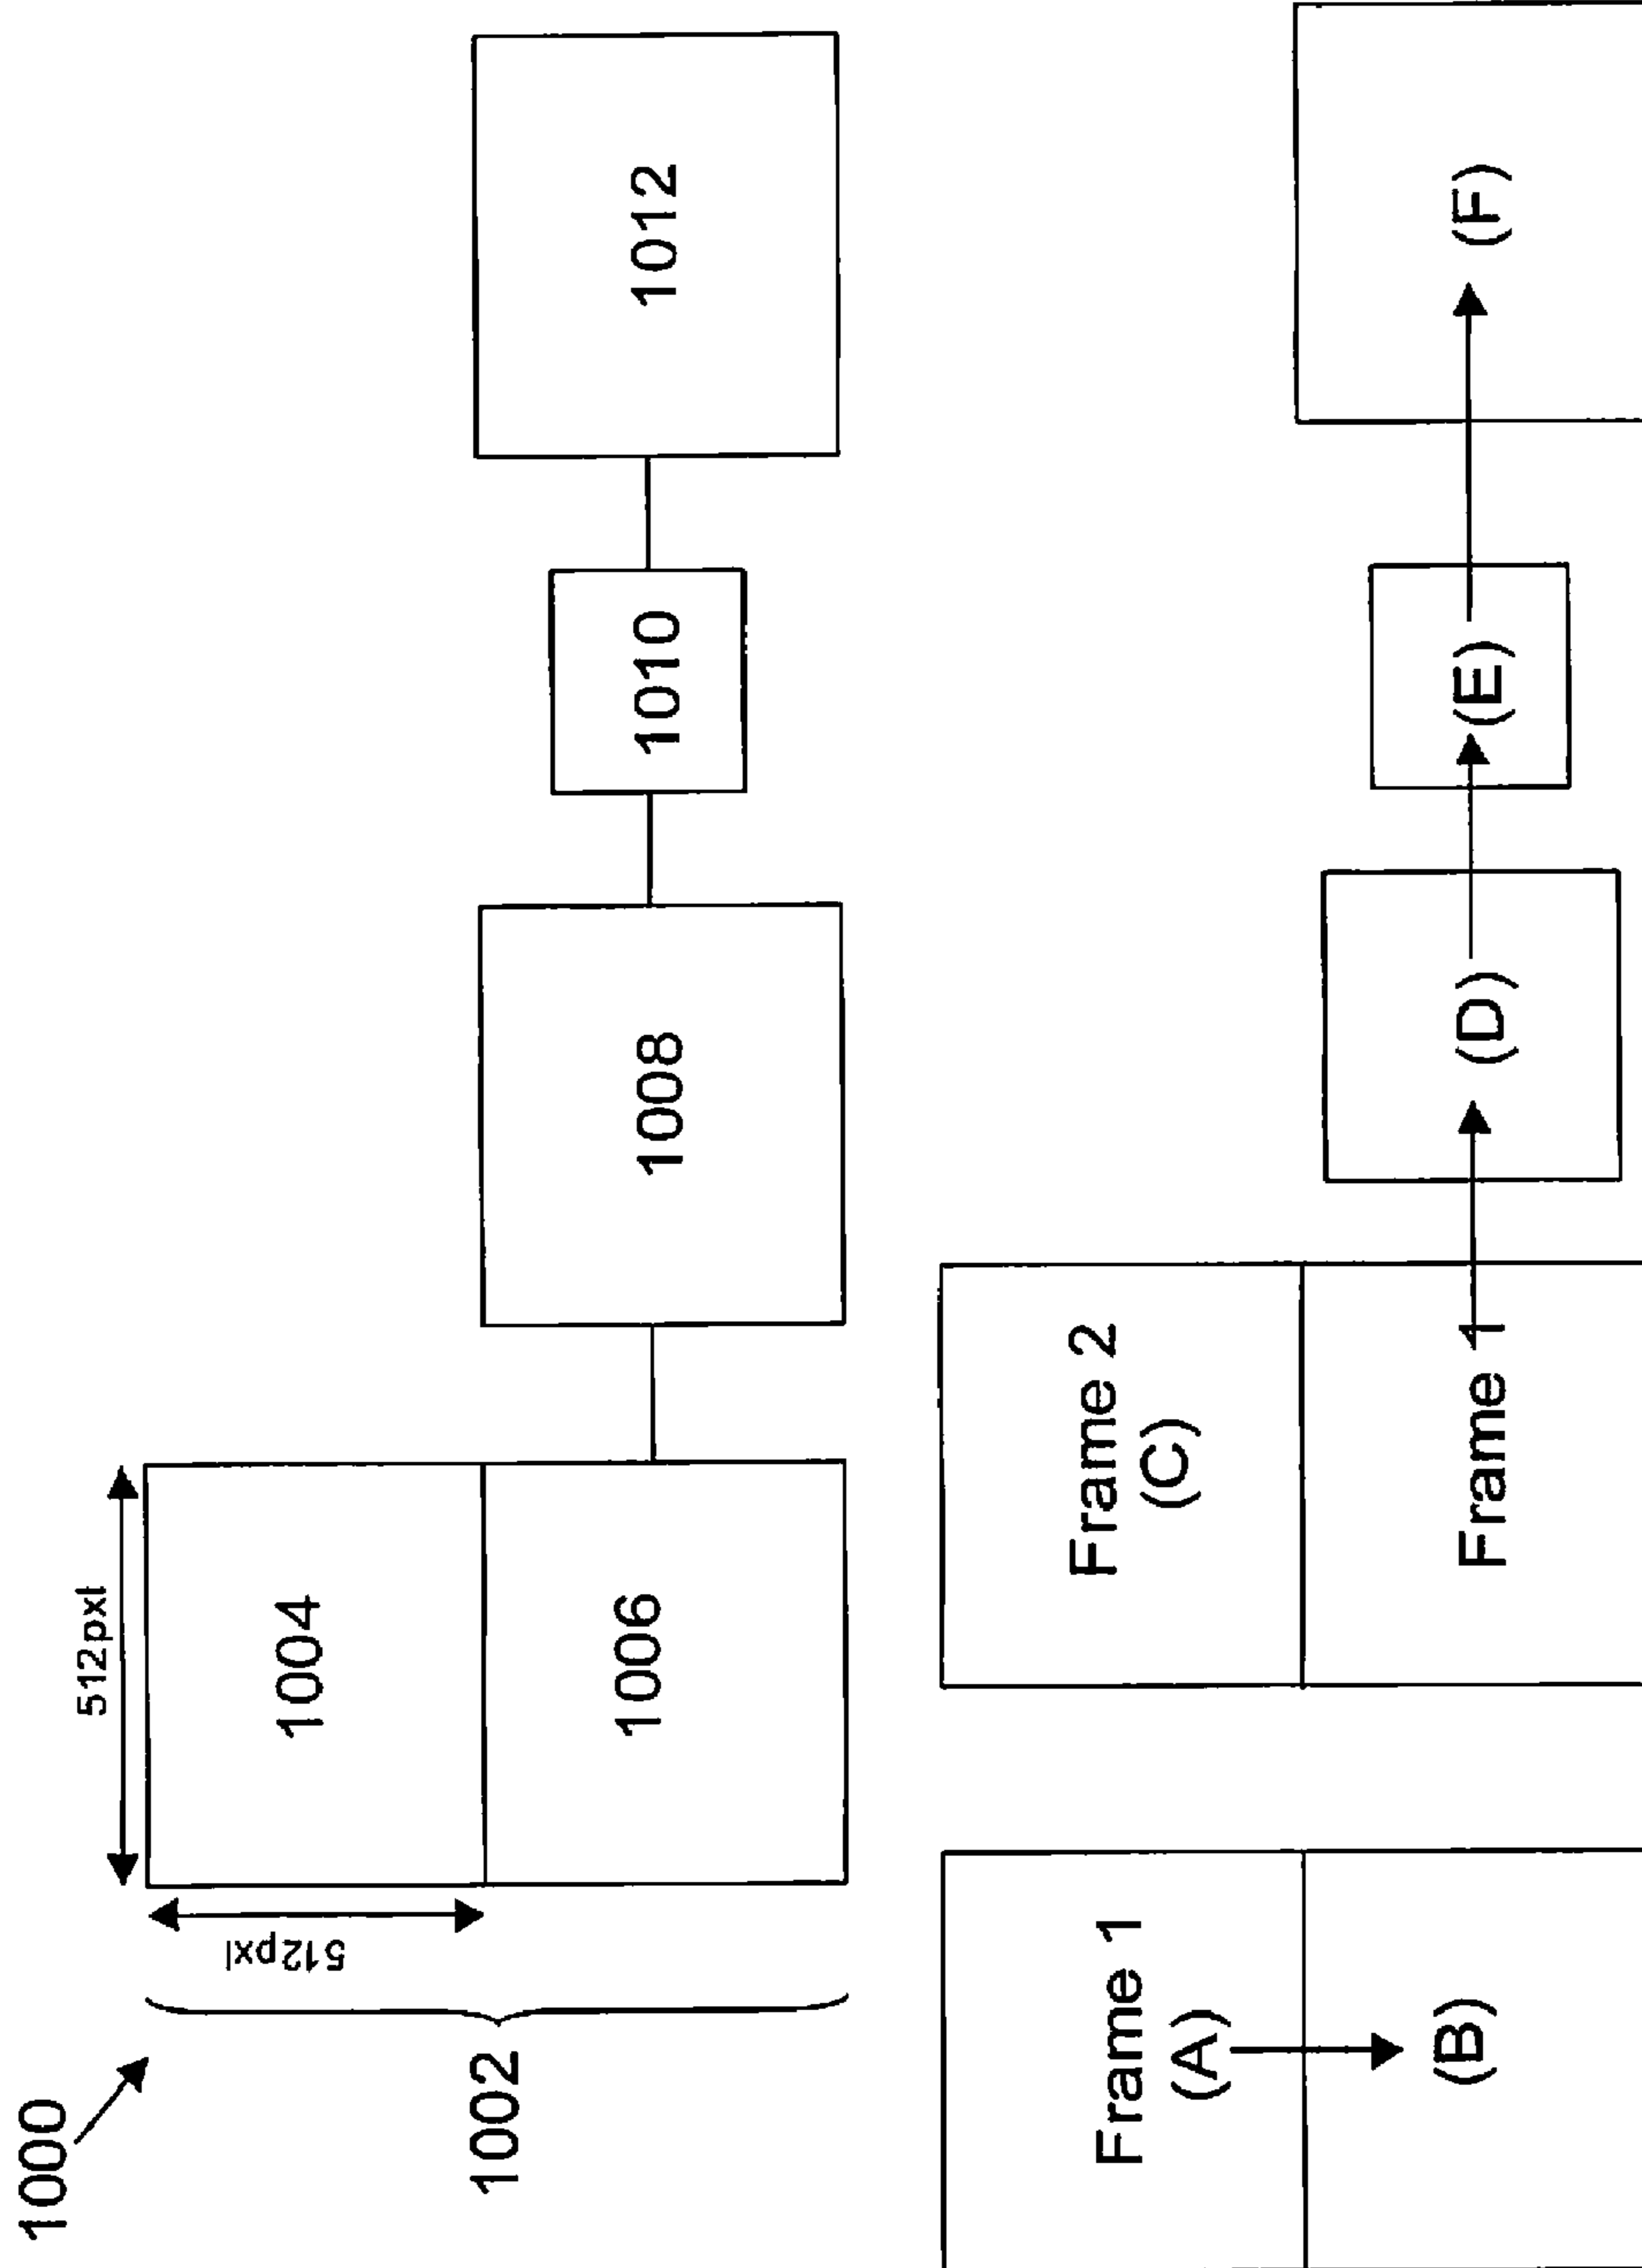 1000
512pxl
512pxl
1004
1002
1006
1008
1010
1012
Frame 1
(A)
Frame 2
(C)
(B)
Frame 1
(D)
(E)
(F)